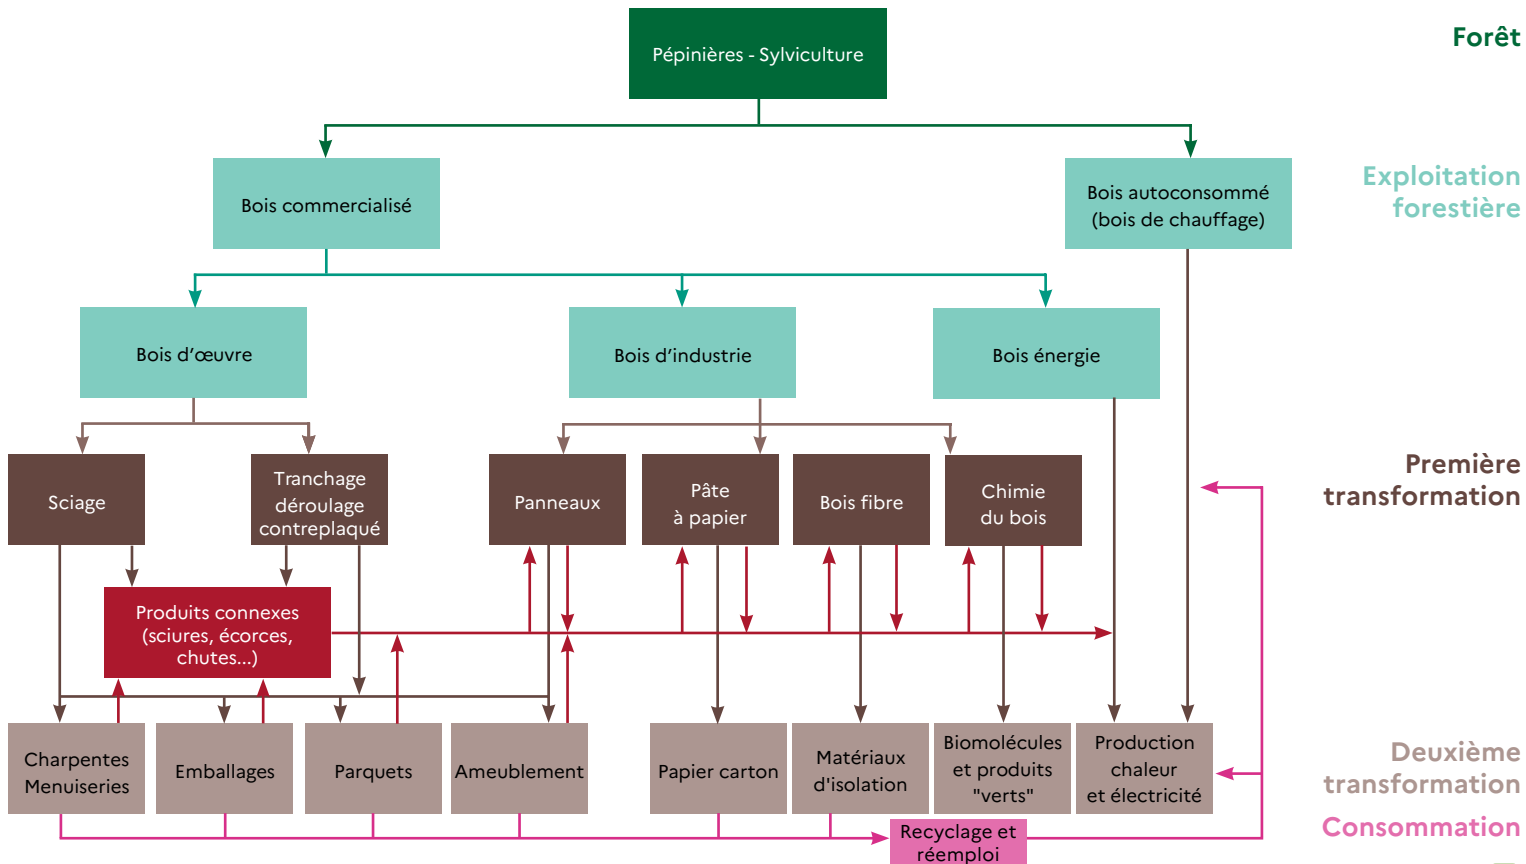 Pépinières - Sylviculture
Forêt
Bois commercialisé
Bois autoconsommé
(bois de chauffage)
Exploitation
forestière
Bois d’œuvre
Bois d’industrie
Bois énergie
Sciage
Tranchage
déroulage
contreplaqué
Panneaux
Pâte
à papier
Bois fibre
Chimie
du bois
Première
transformation
Produits connexes
(sciures, écorces,
chutes...)
Charpentes
Menuiseries
Emballages
Parquets
Ameublement
Papier carton
Matériaux
d'isolation
Biomolécules
et produits
"verts"
Production
chaleur
et électricité
Deuxième
transformation
Recyclage et
réemploi
Consommation